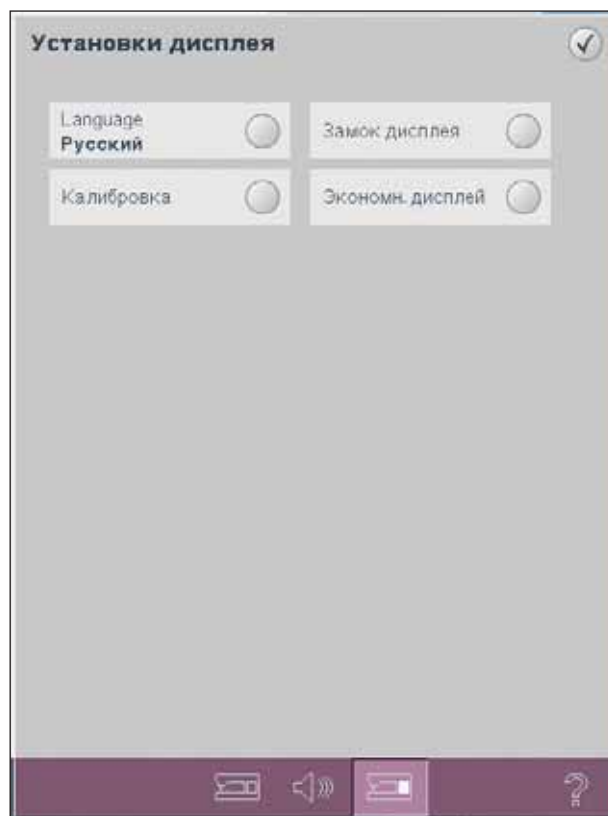 Установки дисплея
Language
Русский
Замок дисплея
Калибровка
Экономн. дисплей